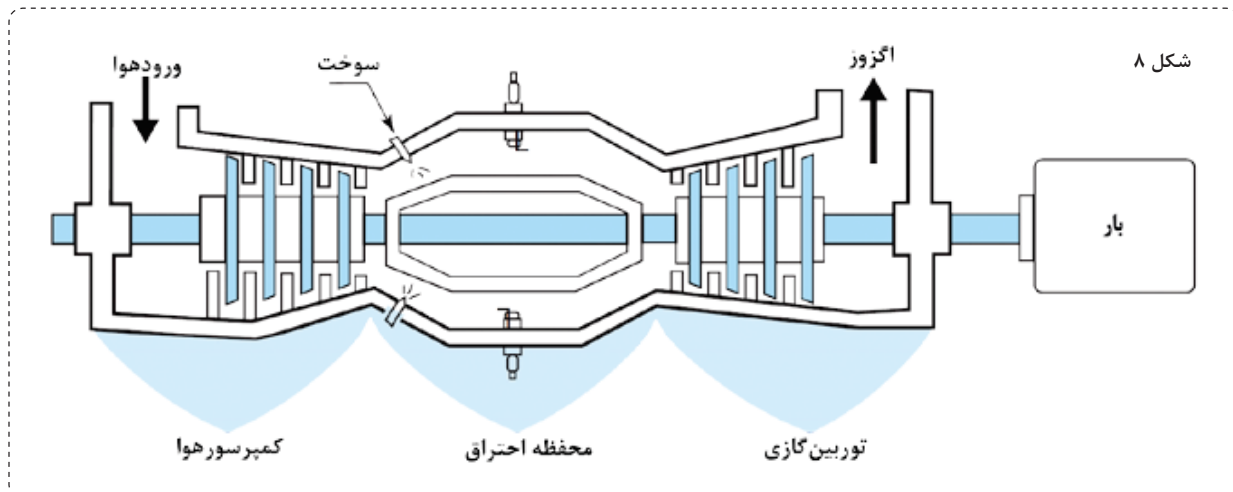 شکل ۸
اگزوز
سوخت
ورودهوا
بار
توربین‌گازی
محفظه احتراق
کمپرسورهوا